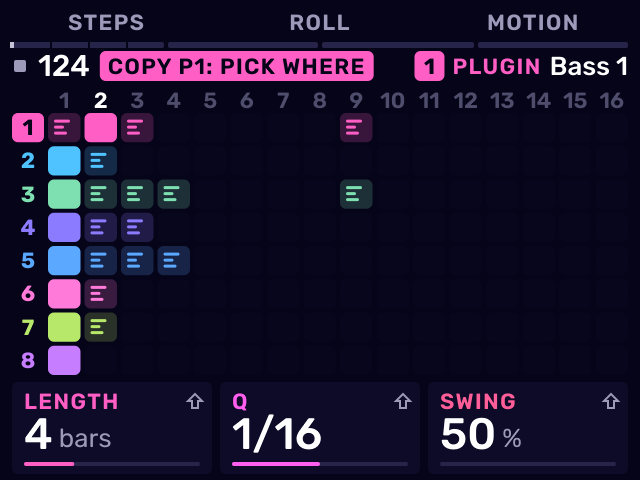 STEPS ROLL MOTION
124 COPY P1: PICK WHERE 1 PLUGIN Bass 1
1 2 3 4 5 6 7 8 9 10 11 12 13 14 15 16
1
2
3
4
5
6
7
8
LENGTH Q SWING
4 bars 1/16 50 %